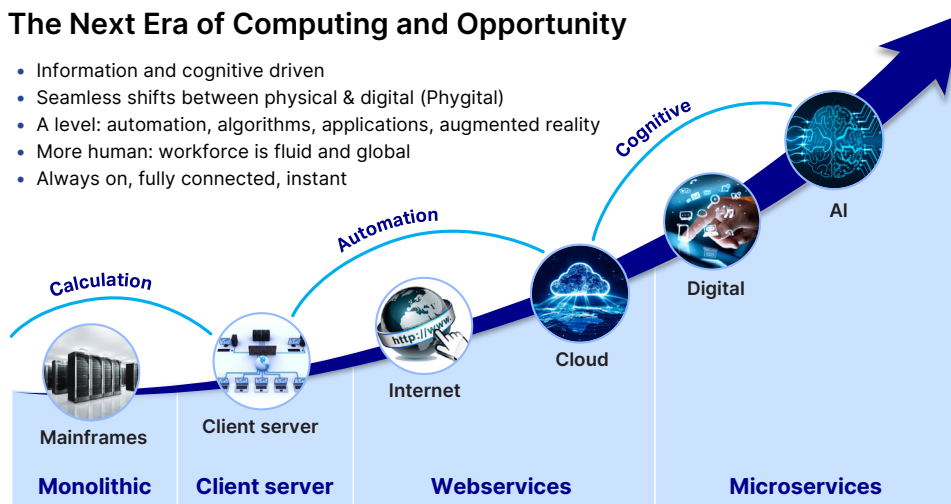 The Next Era of Computing and Opportunity
• Information and cognitive driven
• Seamless shifts between physical & digital (Phygital)
• A level: automation, algorithms, applications, augmented reality
• More human: workforce is fluid and global
• Always on, fully connected, instant
Calculation
Automation
Cognitive
http://www.
Mainframes
Client server
Internet
Cloud
Digital
AI
Monolithic
Client server
Webservices
Microservices